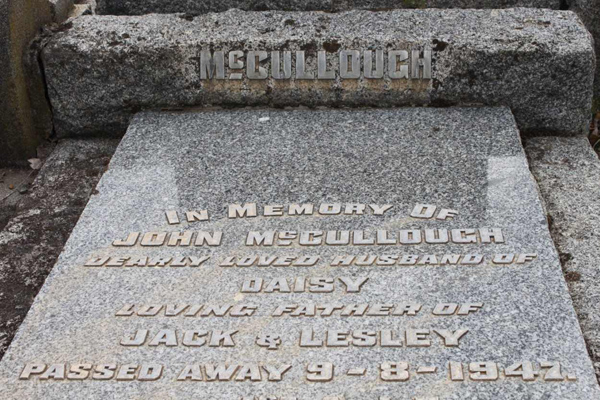 McCULLOUGH
IN MEMORY OF
JOHN McCULLOUGH
DEARLY LOVED HUSBAND OF
DAISY
LOVING FATHER OF
JACK & LESLEY
PASSED AWAY 9-8-1947.